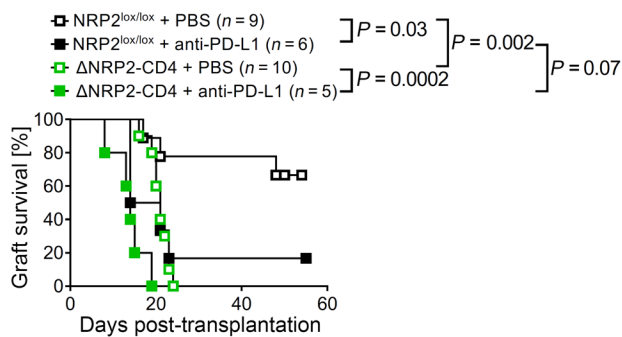 NRP2lox/lox + PBS (n = 9)
NRP2lox/lox + anti-PD-L1 (n = 6)
ΔNRP2-CD4 + PBS (n = 10)
ΔNRP2-CD4 + anti-PD-L1 (n = 5)
P = 0.03
P = 0.002
P = 0.0002
P = 0.07
Graft survival [%]
100
80
60
40
20
0
0 20 40 60
Days post-transplantation